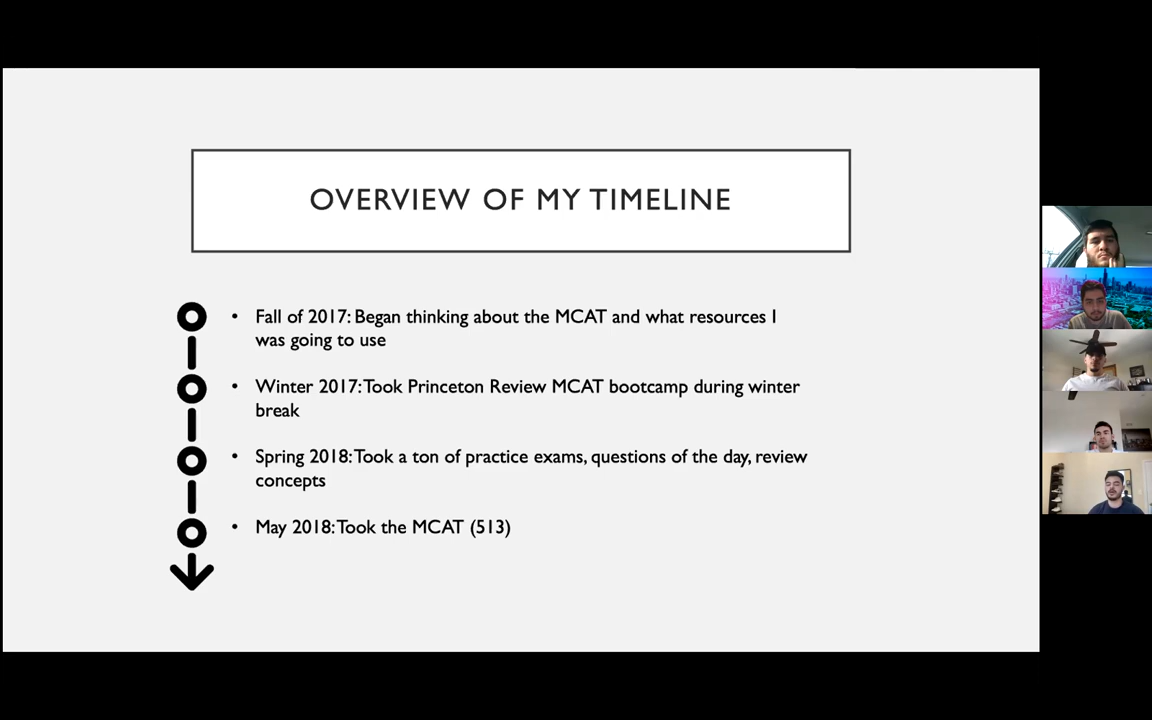 OVERVIEW OF MY TIMELINE
• Fall of 2017: Began thinking about the MCAT and what resources I
was going to use
• Winter 2017: Took Princeton Review MCAT bootcamp during winter
break
• Spring 2018: Took a ton of practice exams, questions of the day, review
concepts
• May 2018: Took the MCAT (513)